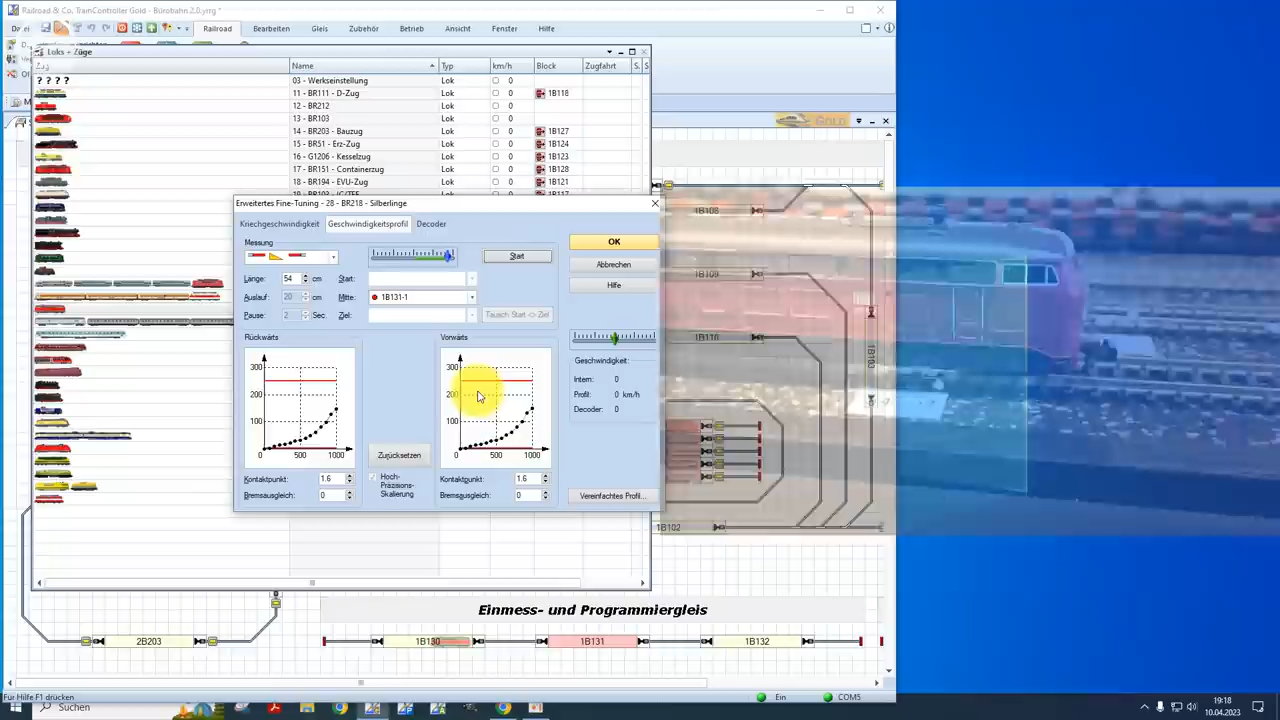 Railroad & Co. TrainController Gold - Bürobahn 2.0.yrrg *
Railroad
Bearbeiten
Gleis
Zubehör
Betrieb
Ansicht
Fenster
Hilfe
Loks + Züge
Name
Typ
km/h
Block
Zugfahrt
S.
? ? ? ?
03 - Werkseinstellung
Lok
0
Lok
0
12 - BR212
Lok
0
13 - BR103
Lok
0
14 - BR203 - Bauzug
Lok
0
1B127
15 - BR51 - Erz-Zug
Lok
0
1B124
16 - G1206 - Kesselzug
Lok
0
1B123
Lok
0
1B128
18 - BR218 - EVU-Zug
Lok
0
1B121
Gold
Erweitertes Fine-Tuning - 28 - BR218 - Silberlinge
Kriechgeschwindigkeit
Geschwindigkeitsprofil
Decoder
Messung
Start
OK
Abbrechen
Hilfe
Länge:
54
cm
Start:
Auslauf:
20
cm
Mitte:
1B131-1
Pause:
2
Sec.
Ziel:
Tausch Start <> Ziel
Rückwärts
300
200
100
0
0
500
1000
Vorwärts
300
200
100
0
0
500
1000
Geschwindigkeit:
Intern:
0
Profil:
0 km/h
Decoder:
0
Zurücksetzen
Hoch-
Präzisions-
Skalierung
Kontaktpunkt:
1.6
Bremsausgleich:
Kontaktpunkt:
1.6
Bremsausgleich:
0
Vereinfachtes Profil...
1B108
1B109
1B110
1B102
Einmess- und Programmiergleis
2B203
1B130
1B131
1B132
Für Hilfe F1 drücken
Ein
COM5
Suchen
19:18
10.04.2023